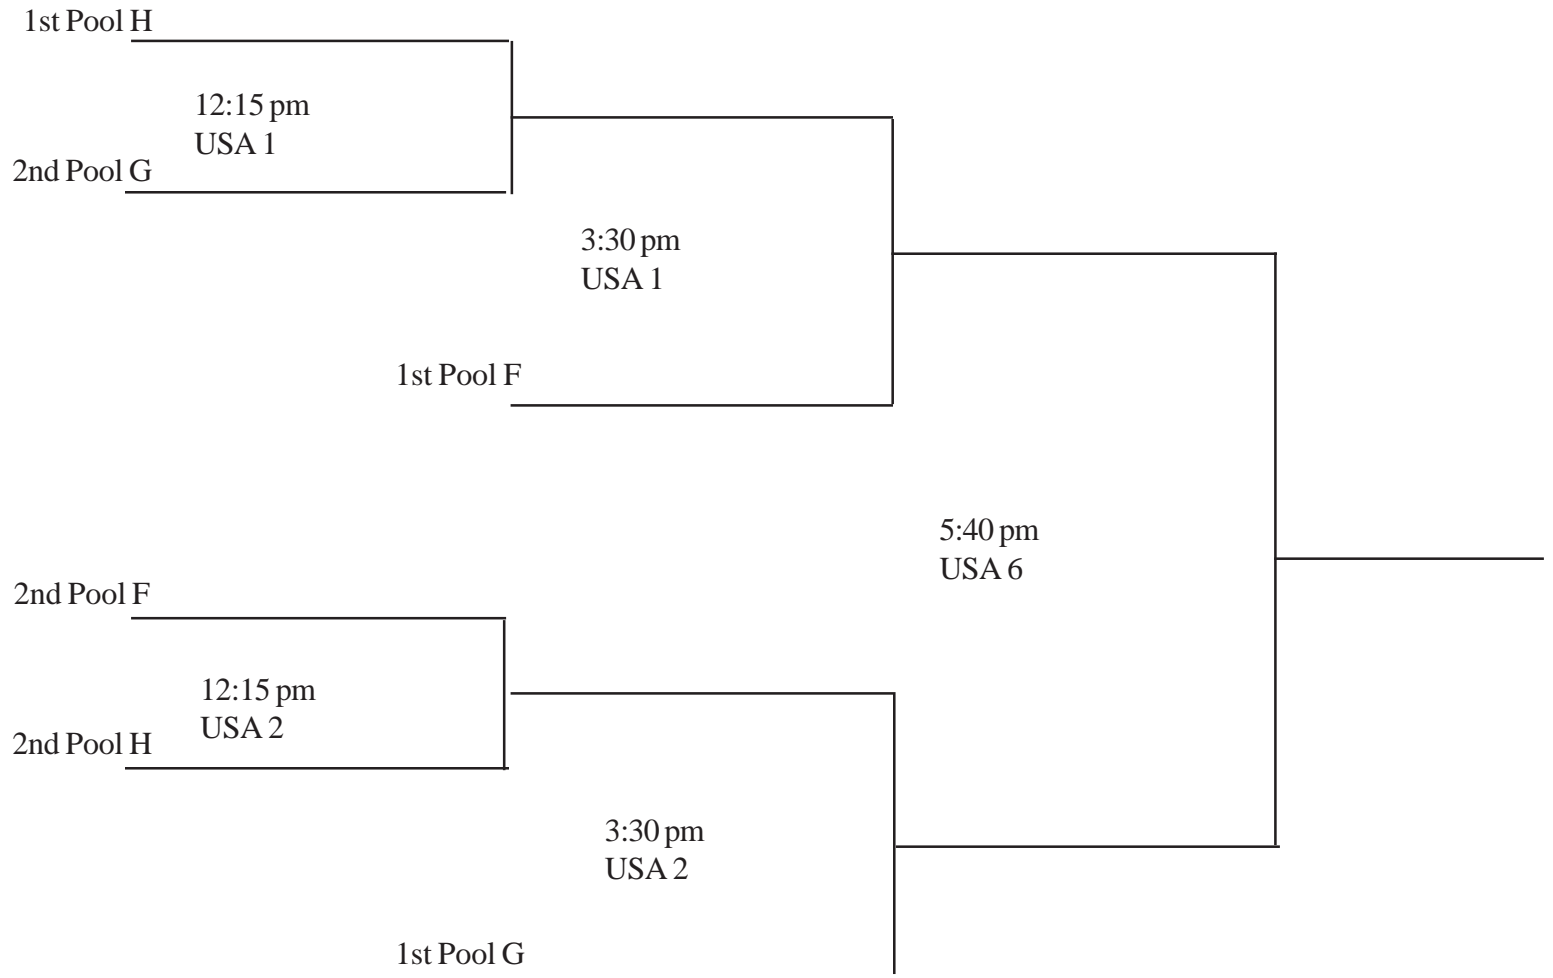 1st Pool H
12:15 pm
USA 1
2nd Pool G
3:30 pm
USA 1
1st Pool F
5:40 pm
USA 6
2nd Pool F
12:15 pm
USA 2
2nd Pool H
3:30 pm
USA 2
1st Pool G